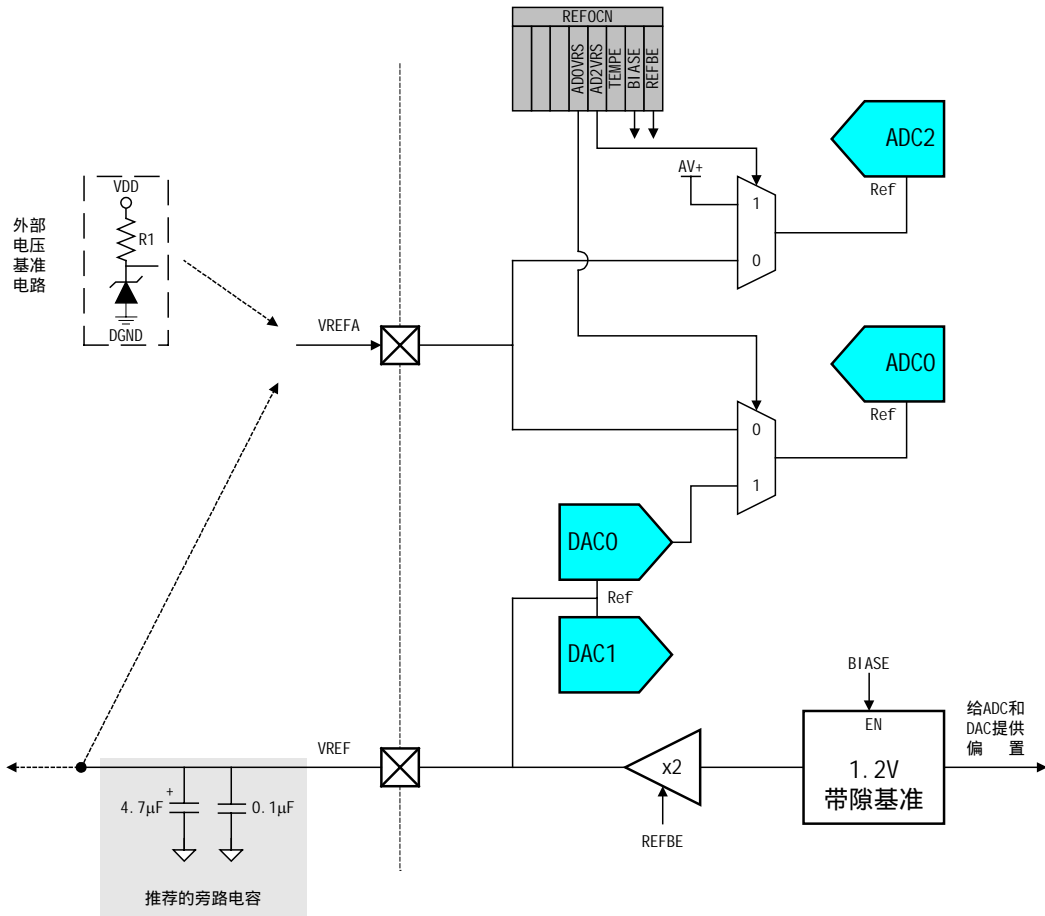 REFOCN
AD0VRS
AD2VRS
TEMPE
BIASE
REFBE
ADC2
AV+
Ref
1
0
VDD
R1
DGND
外部
电压
基准
电路
VREFA
ADC0
Ref
0
1
DAC0
Ref
DAC1
BIASE
EN
1.2V
带隙基准
给ADC和
DAC提供
偏 置
VREF
x2
REFBE
+
4.7μF
0.1μF
推荐的旁路电容